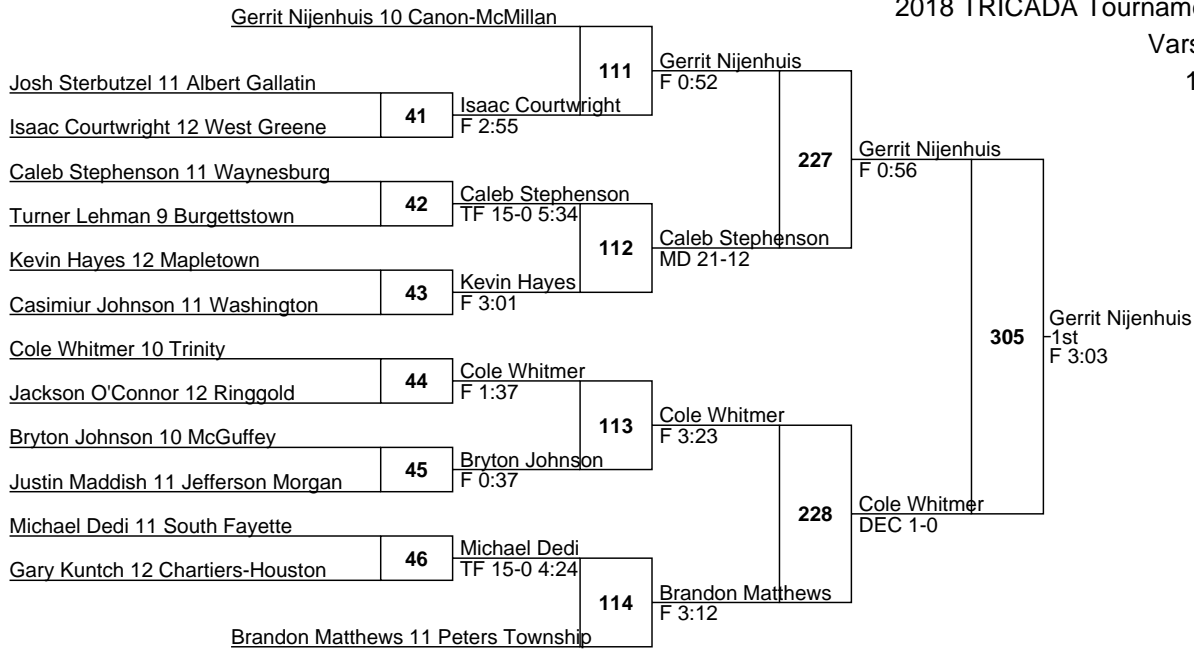 2018 TRICADA Tourname
Vars
1
Gerrit Nijenhuis 10 Canon-McMillan
111
Gerrit Nijenhuis
F 0:52
Josh Sterbutzel 11 Albert Gallatin
41
Isaac Courtwright
F 2:55
Isaac Courtwright 12 West Greene
227
Gerrit Nijenhuis
F 0:56
Caleb Stephenson 11 Waynesburg
42
Caleb Stephenson
TF 15-0 5:34
Turner Lehman 9 Burgettstown
112
Caleb Stephenson
MD 21-12
Kevin Hayes 12 Mapletown
43
Kevin Hayes
F 3:01
Casimiur Johnson 11 Washington
305
Gerrit Nijenhuis
1st
F 3:03
Cole Whitmer 10 Trinity
44
Cole Whitmer
F 1:37
Jackson O'Connor 12 Ringgold
113
Cole Whitmer
F 3:23
Bryton Johnson 10 McGuffey
45
Bryton Johnson
F 0:37
Justin Maddish 11 Jefferson Morgan
228
Cole Whitmer
DEC 1-0
Michael Dedi 11 South Fayette
46
Michael Dedi
TF 15-0 4:24
Gary Kuntch 12 Chartiers-Houston
114
Brandon Matthews
F 3:12
Brandon Matthews 11 Peters Township